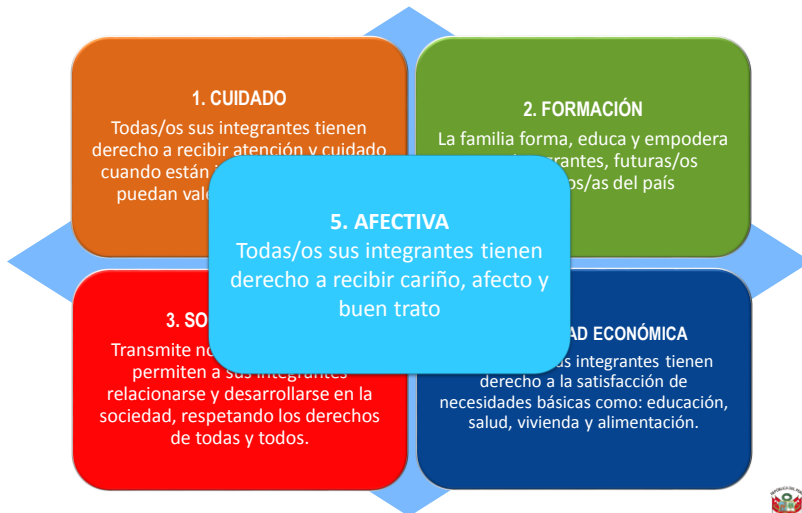 1. CUIDADO
Todas/os sus integrantes tienen
derecho a recibir atención y cuidado
cuando están
puedan
2. FORMACIÓN
La familia forma, educa y empodera
futuras/os
del país
5. AFECTIVA
Todas/os sus integrantes tienen
derecho a recibir cariño, afecto y
buen trato
3.
Transmite
permiten a sus integrantes
relacionarse y desarrollarse en la
sociedad, respetando los derechos
de todas y todos.
ECONÓMICA
integrantes tienen
derecho a la satisfacción de
necesidades básicas como: educación,
salud, vivienda y alimentación.